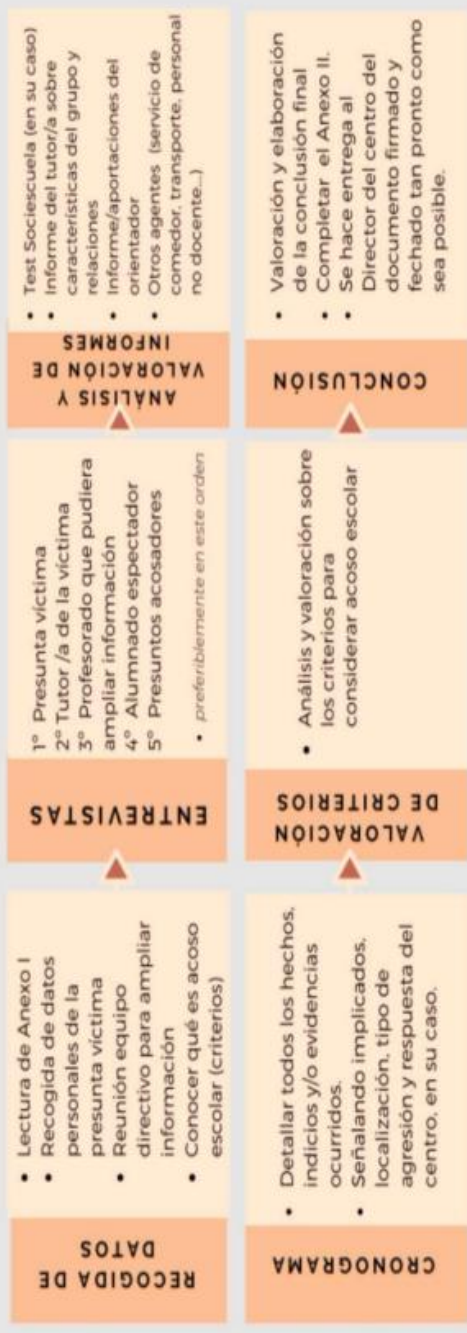 RECOGIDA DE
DATOS
• Lectura de Anexo I
• Recogida de datos
personales de la
presunta víctima
• Reunión equipo
directivo para ampliar
información
• Conocer qué es acoso
escolar (criterios)
ENTREVISTAS
1º Presunta víctima
2º Tutor /a de la víctima
3º Profesorado que pudiera
ampliar información
4º Alumnado espectador
5º Presuntos acosadores
• preferiblemente en este orden
ANÁLISIS Y
VALORACIÓN DE
INFORMES
• Test Sociescuela (en su caso)
• Informe del tutor/a sobre
características del grupo y
relaciones
• Informe/aportaciones del
orientador
• Otros agentes (servicio de
comedor, transporte, personal
no docente...)
CRONOGRAMA
• Detallar todos los hechos,
indicios y/o evidencias
ocurridos.
• Señalando implicados,
localización, tipo de
agresión y respuesta del
centro, en su caso.
VALORACIÓN
DE CRITERIOS
• Análisis y valoración sobre
los criterios para
considerar acoso escolar
CONCLUSIÓN
• Valoración y elaboración
de la conclusión final
• Completar el Anexo II.
• Se hace entrega al
Director del centro del
documento firmado y
fechado tan pronto como
sea posible.